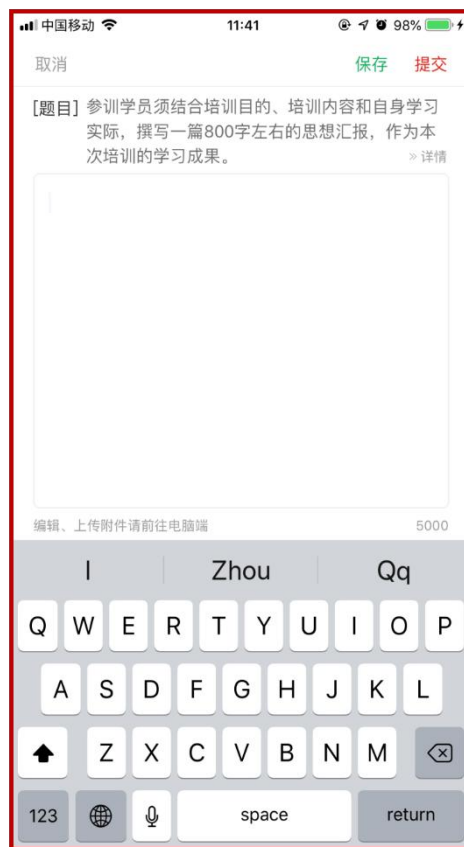 中国移动 11:41 98%
取消 保存 提交
[题目] 参训学员须结合培训目的、培训内容和自身学习
实际，撰写一篇800字左右的思想汇报，作为本
次培训的学习成果。 » 详情
编辑、上传附件请前往电脑端 5000
I Zhou Qq
Q W E R T Y U I O P
A S D F G H J K L
Z X C V B N M
123 space return